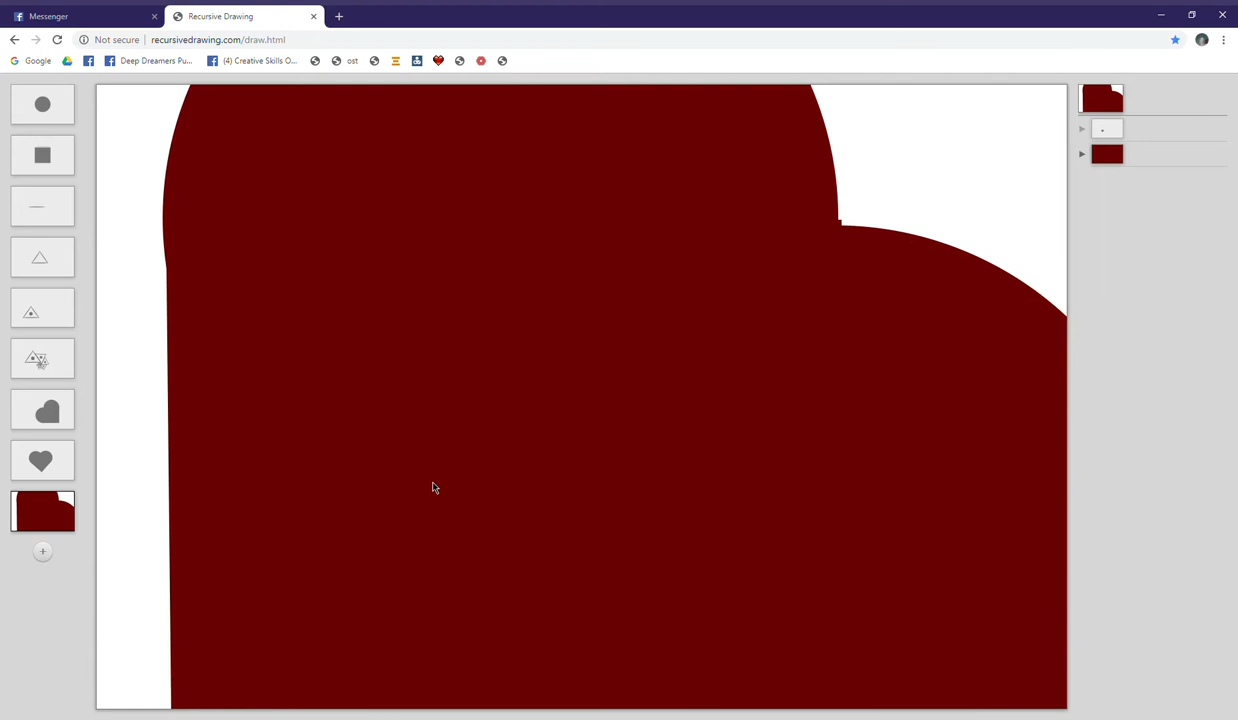 Messenger
Recursive Drawing
Not secure
recursivedrawing.com/draw.html
Google
Deep Dreamers Pu...
(4) Creative Skills O...
ost